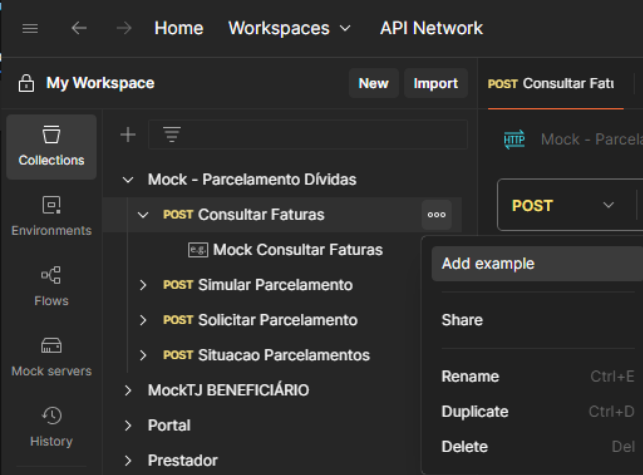 Home Workspaces API Network
My Workspace New Import POST Consultar Fatu
Collections
HTTP Mock - Parcela
Mock - Parcelamento Dívidas
POST Consultar Faturas
POST
Environments
e.g. Mock Consultar Faturas
Add example
POST Simular Parcelamento
Flows
POST Solicitar Parcelamento
Share
POST Situacao Parcelamentos
Mock servers
Rename Ctrl+E
MockTJ BENEFICIÁRIO
Duplicate Ctrl+D
Portal
History
Delete Del
Prestador